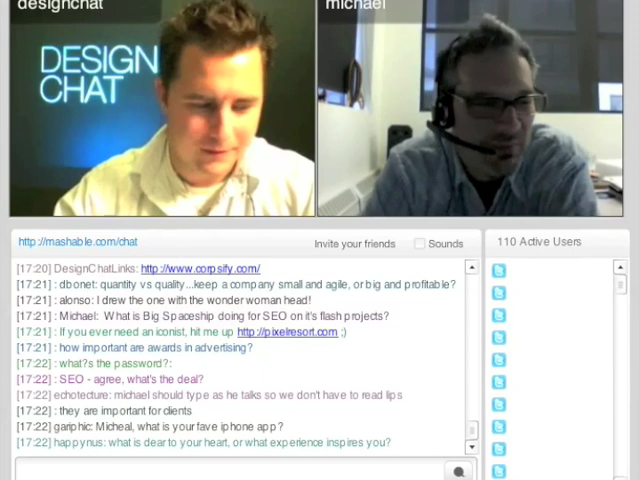 designchat
michael
DESIGN
CHAT
http://mashable.com/chat
Invite your friends
Sounds
110 Active Users
[17:20] DesignChatLinks: http://www.corpsify.com/
[17:21] : dbonet: quantity vs quality...keep a company small and agile, or big and profitable?
[17:21] : alonso: I drew the one with the wonder woman head!
[17:21] : Michael: What is Big Spaceship doing for SEO on it's flash projects?
[17:21] : If you ever need an iconist, hit me up http://pixelresort.com ;)
[17:21] : how important are awards in advertising?
[17:22] : what?s the password?:
[17:22] : SEO - agree, what's the deal?
[17:22] echotecture: michael should type as he talks so we don't have to read lips
[17:22] : they are important for clients
[17:22] gariphic: Micheal, what is your fave iphone app?
[17:22] happynus: what is dear to your heart, or what experience inspires you?